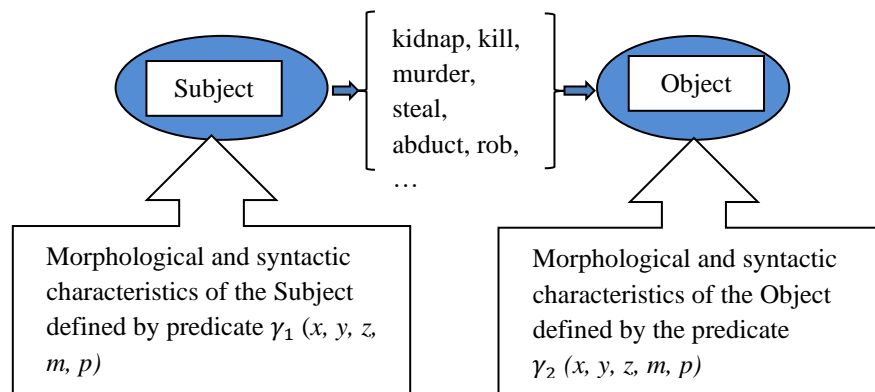 Subject
kidnap, kill,
murder,
steal,
abduct, rob,
…
Object
Morphological and syntactic
characteristics of the Subject
defined by predicate γ₁ (x, y, z,
m, p)
Morphological and syntactic
characteristics of the Object
defined by the predicate
γ₂ (x, y, z, m, p)